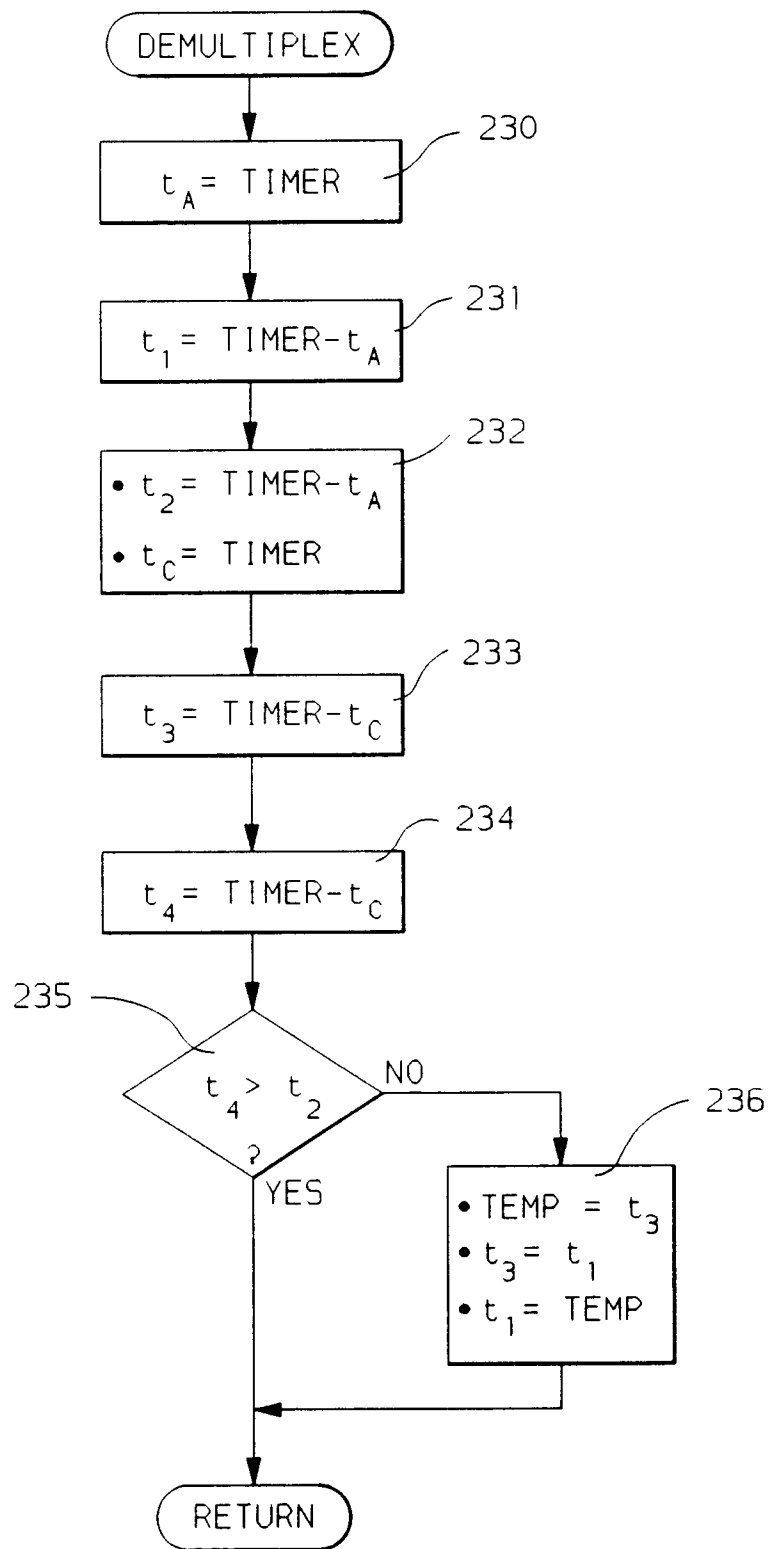 DEMULTIPLEX
230
t_A = TIMER
231
t_1 = TIMER-t_A
232
• t_2 = TIMER-t_A
• t_C = TIMER
233
t_3 = TIMER-t_C
234
t_4 = TIMER-t_C
235
t_4 > t_2
?
NO
YES
236
• TEMP = t_3
• t_3 = t_1
• t_1 = TEMP
RETURN